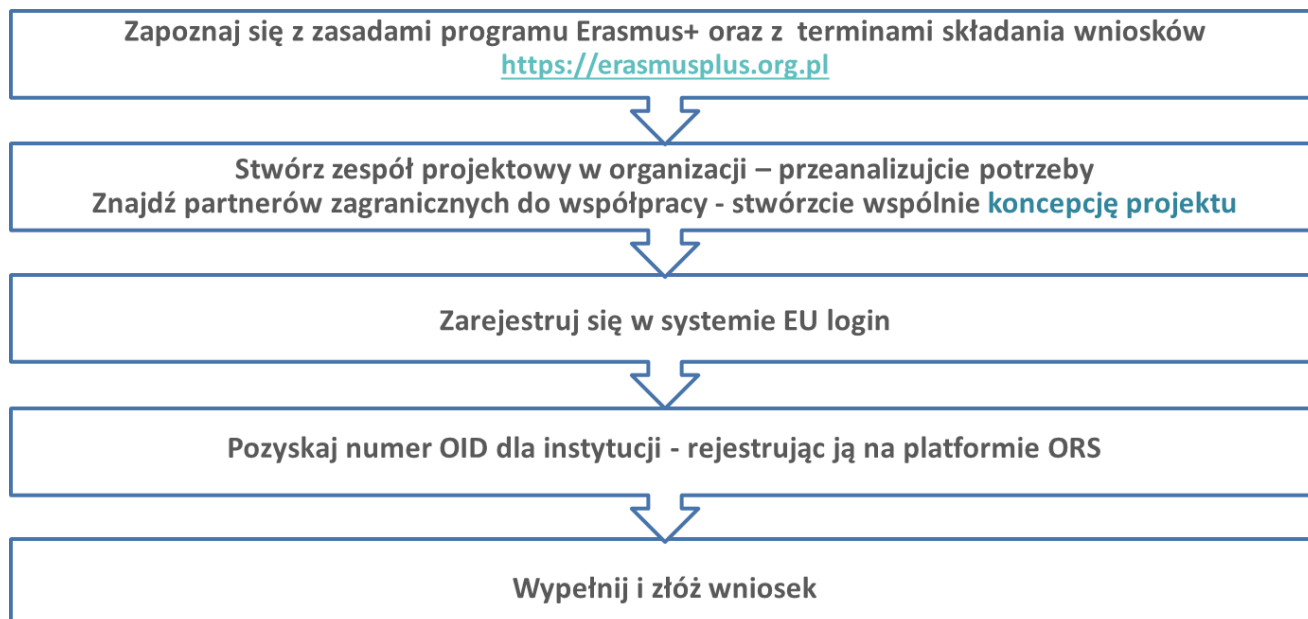 Zapoznaj się z zasadami programu Erasmus+ oraz z  terminami składania wniosków
https://erasmusplus.org.pl
Stwórz zespół projektowy w organizacji – przeanalizujcie potrzeby
Znajdź partnerów zagranicznych do współpracy - stwórzcie wspólnie koncepcję projektu
Zarejestruj się w systemie EU login
Pozyskaj numer OID dla instytucji - rejestrując ją na platformie ORS
Wypełnij i złóż wniosek